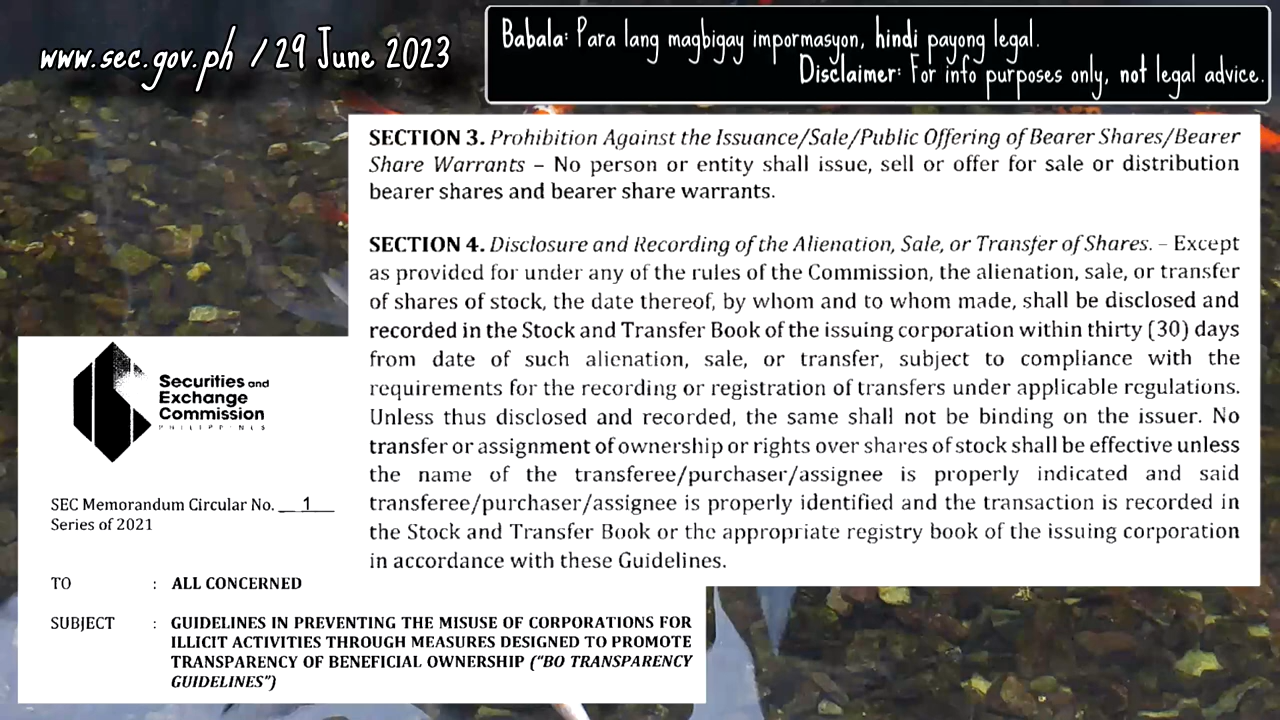 www.sec.gov.ph / 29 June 2023
Babala: Para lang magbigay impormasyon, hindi payong legal.
Disclaimer: For info purposes only, not legal advice.
SECTION 3. Prohibition Against the Issuance/Sale/Public Offering of Bearer Shares/Bearer
Share Warrants – No person or entity shall issue, sell or offer for sale or distribution
bearer shares and bearer share warrants.
SECTION 4. Disclosure and Recording of the Alienation, Sale, or Transfer of Shares. – Except
as provided for under any of the rules of the Commission, the alienation, sale, or transfer
of shares of stock, the date thereof, by whom and to whom made, shall be disclosed and
recorded in the Stock and Transfer Book of the issuing corporation within thirty (30) days
from date of such alienation, sale, or transfer, subject to compliance with the
requirements for the recording or registration of transfers under applicable regulations.
Unless thus disclosed and recorded, the same shall not be binding on the issuer. No
transfer or assignment of ownership or rights over shares of stock shall be effective unless
the name of the transferee/purchaser/assignee is properly indicated and said
transferee/purchaser/assignee is properly identified and the transaction is recorded in
the Stock and Transfer Book or the appropriate registry book of the issuing corporation
in accordance with these Guidelines.
Securities and
Exchange
Commission
PHILIPPINES
SEC Memorandum Circular No. 1
Series of 2021
TO : ALL CONCERNED
SUBJECT : GUIDELINES IN PREVENTING THE MISUSE OF CORPORATIONS FOR
ILLICIT ACTIVITIES THROUGH MEASURES DESIGNED TO PROMOTE
TRANSPARENCY OF BENEFICIAL OWNERSHIP ("BO TRANSPARENCY
GUIDELINES")